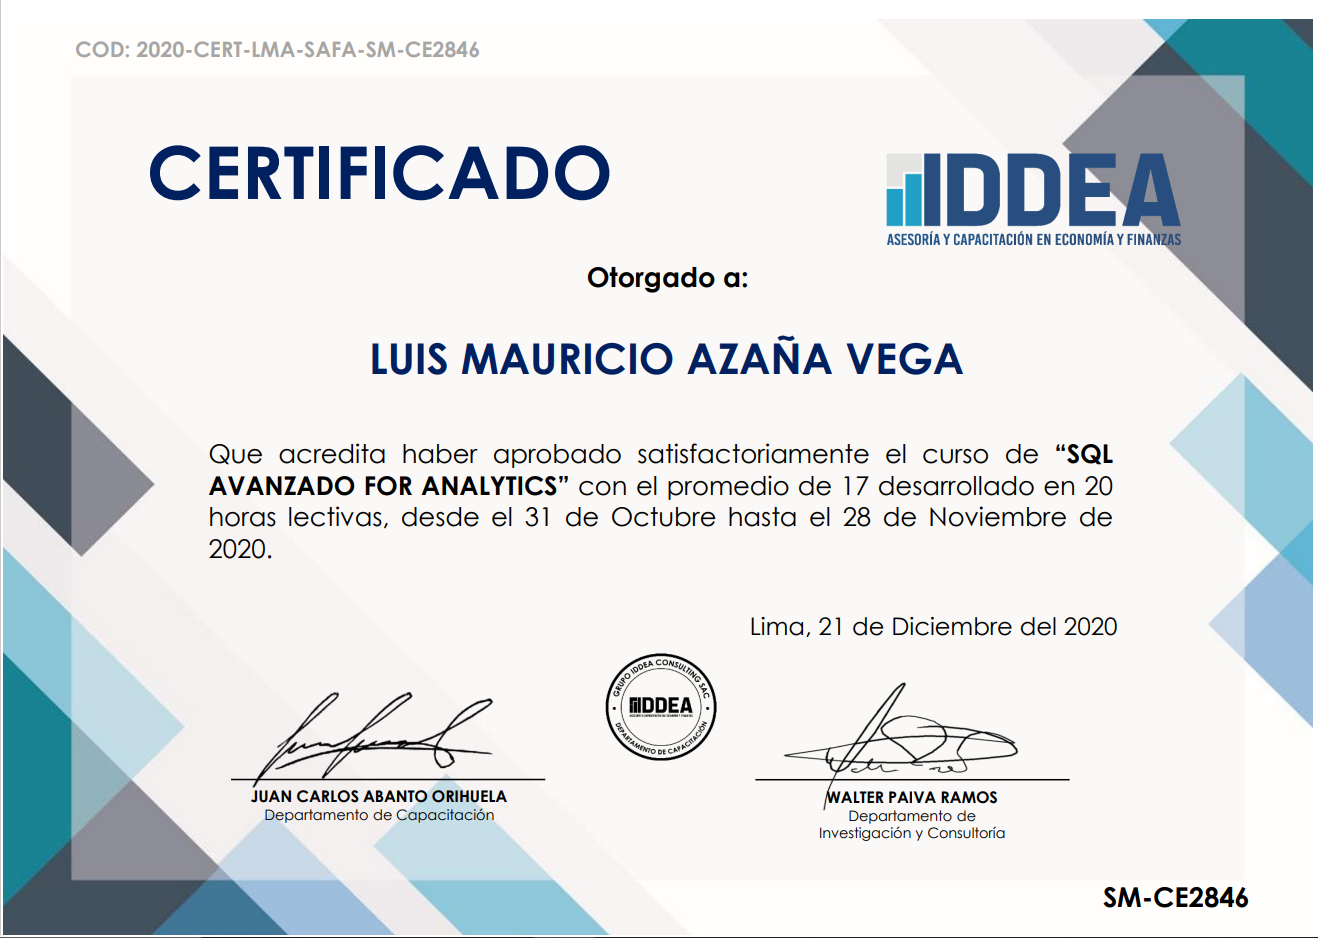 COD: 2020-CERT-LMA-SAFA-SM-CE2846
CERTIFICADO
IDDEA
ASESORÍA Y CAPACITACIÓN EN ECONOMÍA Y FINANZAS
Otorgado a:
LUIS MAURICIO AZAÑA VEGA
Que acredita haber aprobado satisfactoriamente el curso de “SQL
AVANZADO FOR ANALYTICS” con el promedio de 17 desarrollado en 20
horas lectivas, desde el 31 de Octubre hasta el 28 de Noviembre de
2020.
Lima, 21 de Diciembre del 2020
GRUPO IDDEA CONSULTING SAC
IDDEA
DEPARTAMENTO DE CAPACITACIÓN
JUAN CARLOS ABANTO ORIHUELA
Departamento de Capacitación
WALTER PAIVA RAMOS
Departamento de
Investigación y Consultoría
SM-CE2846